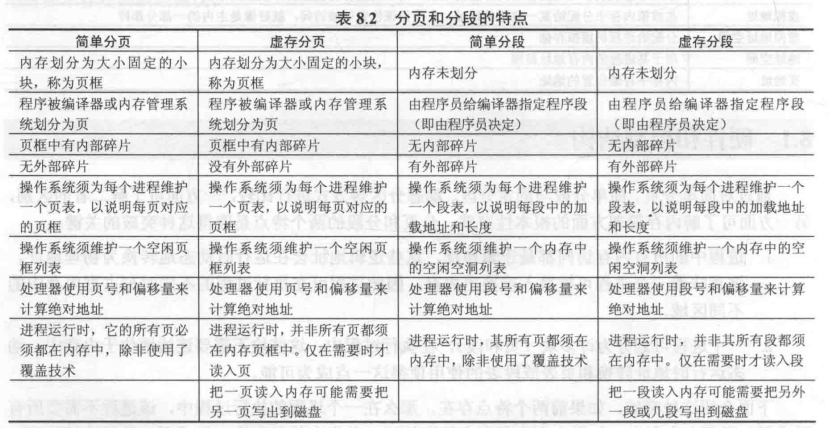 表 8.2 分页和分段的特点
简单分页 虚存分页 简单分段 虚存分段
内存划分为大小固定的小
块，称为页框
内存划分为大小固定的小块，
称为页框
内存未划分
内存未划分
程序被编译器或内存管理系
统划分为页
程序被编译器或内存管理系
统划分为页
由程序员给编译器指定程序段
（即由程序员决定）
由程序员给编译器指定程序段
（即由程序员决定）
页框中有内部碎片
页框中有内部碎片
无内部碎片
无内部碎片
无外部碎片
没有外部碎片
有外部碎片
有外部碎片
操作系统须为每个进程维护
一个页表，以说明每页对应
的页框
操作系统须为每个进程维护
一个页表，以说明每页对应的
页框
操作系统须为每个进程维护
一个段表，以说明每段中的加
载地址和长度
操作系统须为每个进程维护一个
段表，以说明每段中的加载地址
和长度
操作系统须维护一个空闲页
框列表
操作系统须维护一个空闲页
框列表
操作系统须维护一个内存中
的空闲空洞列表
操作系统须维护一个内存中的空
闲空洞列表
处理器使用页号和偏移量来
计算绝对地址
处理器使用页号和偏移量来
计算绝对地址
处理器使用段号和偏移量来
计算绝对地址
处理器使用段号和偏移量来计算
绝对地址
进程运行时，它的所有页必
须都在内存中，除非使用了
覆盖技术
进程运行时，并非所有页都须
在内存页框中。仅在需要时才
读入页
进程运行时，其所有段都须在
内存中，除非使用了覆盖技术
进程运行时，并非其所有段都须
在内存中。仅在需要时才读入段
把一页读入内存可能需要把
另一页写出到磁盘
把一段读入内存可能需要把另外
一段或几段写出到磁盘